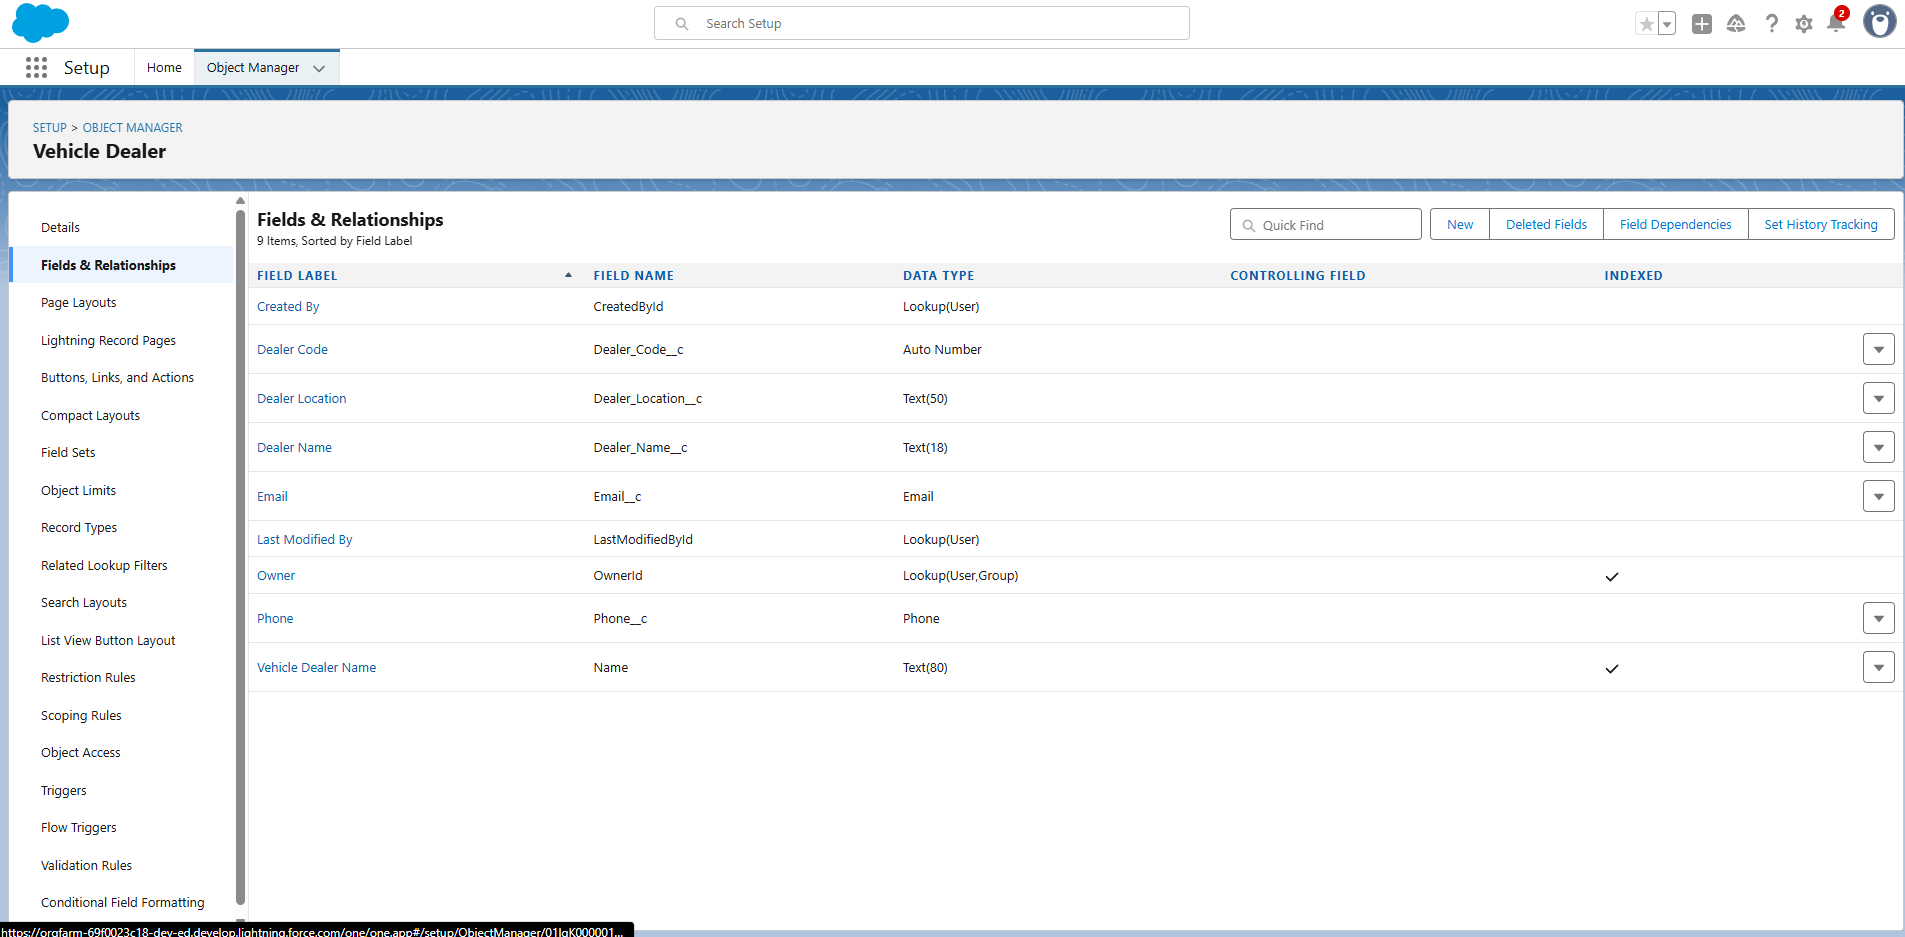 Search Setup
2
Setup
Home
Object Manager
SETUP > OBJECT MANAGER
Vehicle Dealer
Details
Fields & Relationships
Page Layouts
Lightning Record Pages
Buttons, Links, and Actions
Compact Layouts
Field Sets
Object Limits
Record Types
Related Lookup Filters
Search Layouts
List View Button Layout
Restriction Rules
Scoping Rules
Object Access
Triggers
Flow Triggers
Validation Rules
Conditional Field Formatting
Fields & Relationships
9 Items, Sorted by Field Label
Quick Find
New
Deleted Fields
Field Dependencies
Set History Tracking
FIELD LABEL FIELD NAME DATA TYPE CONTROLLING FIELD INDEXED
Created By CreatedById Lookup(User)
Dealer Code Dealer_Code__c Auto Number
Dealer Location Dealer_Location__c Text(50)
Dealer Name Dealer_Name__c Text(18)
Email Email__c Email
Last Modified By LastModifiedById Lookup(User)
Owner OwnerId Lookup(User,Group)
Phone Phone__c Phone
Vehicle Dealer Name Name Text(80)
https://orgfarm-69f0023c18-dev-ed.develop.lightning.force.com/one/one.app#/setup/ObjectManager/01IgK000001...